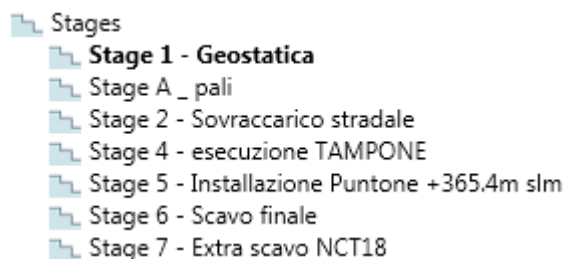 Stages
Stage 1 - Geostatica
Stage A _ pali
Stage 2 - Sovraccarico stradale
Stage 4 - esecuzione TAMPONE
Stage 5 - Installazione Puntone +365.4m slm
Stage 6 - Scavo finale
Stage 7 - Extra scavo NCT18